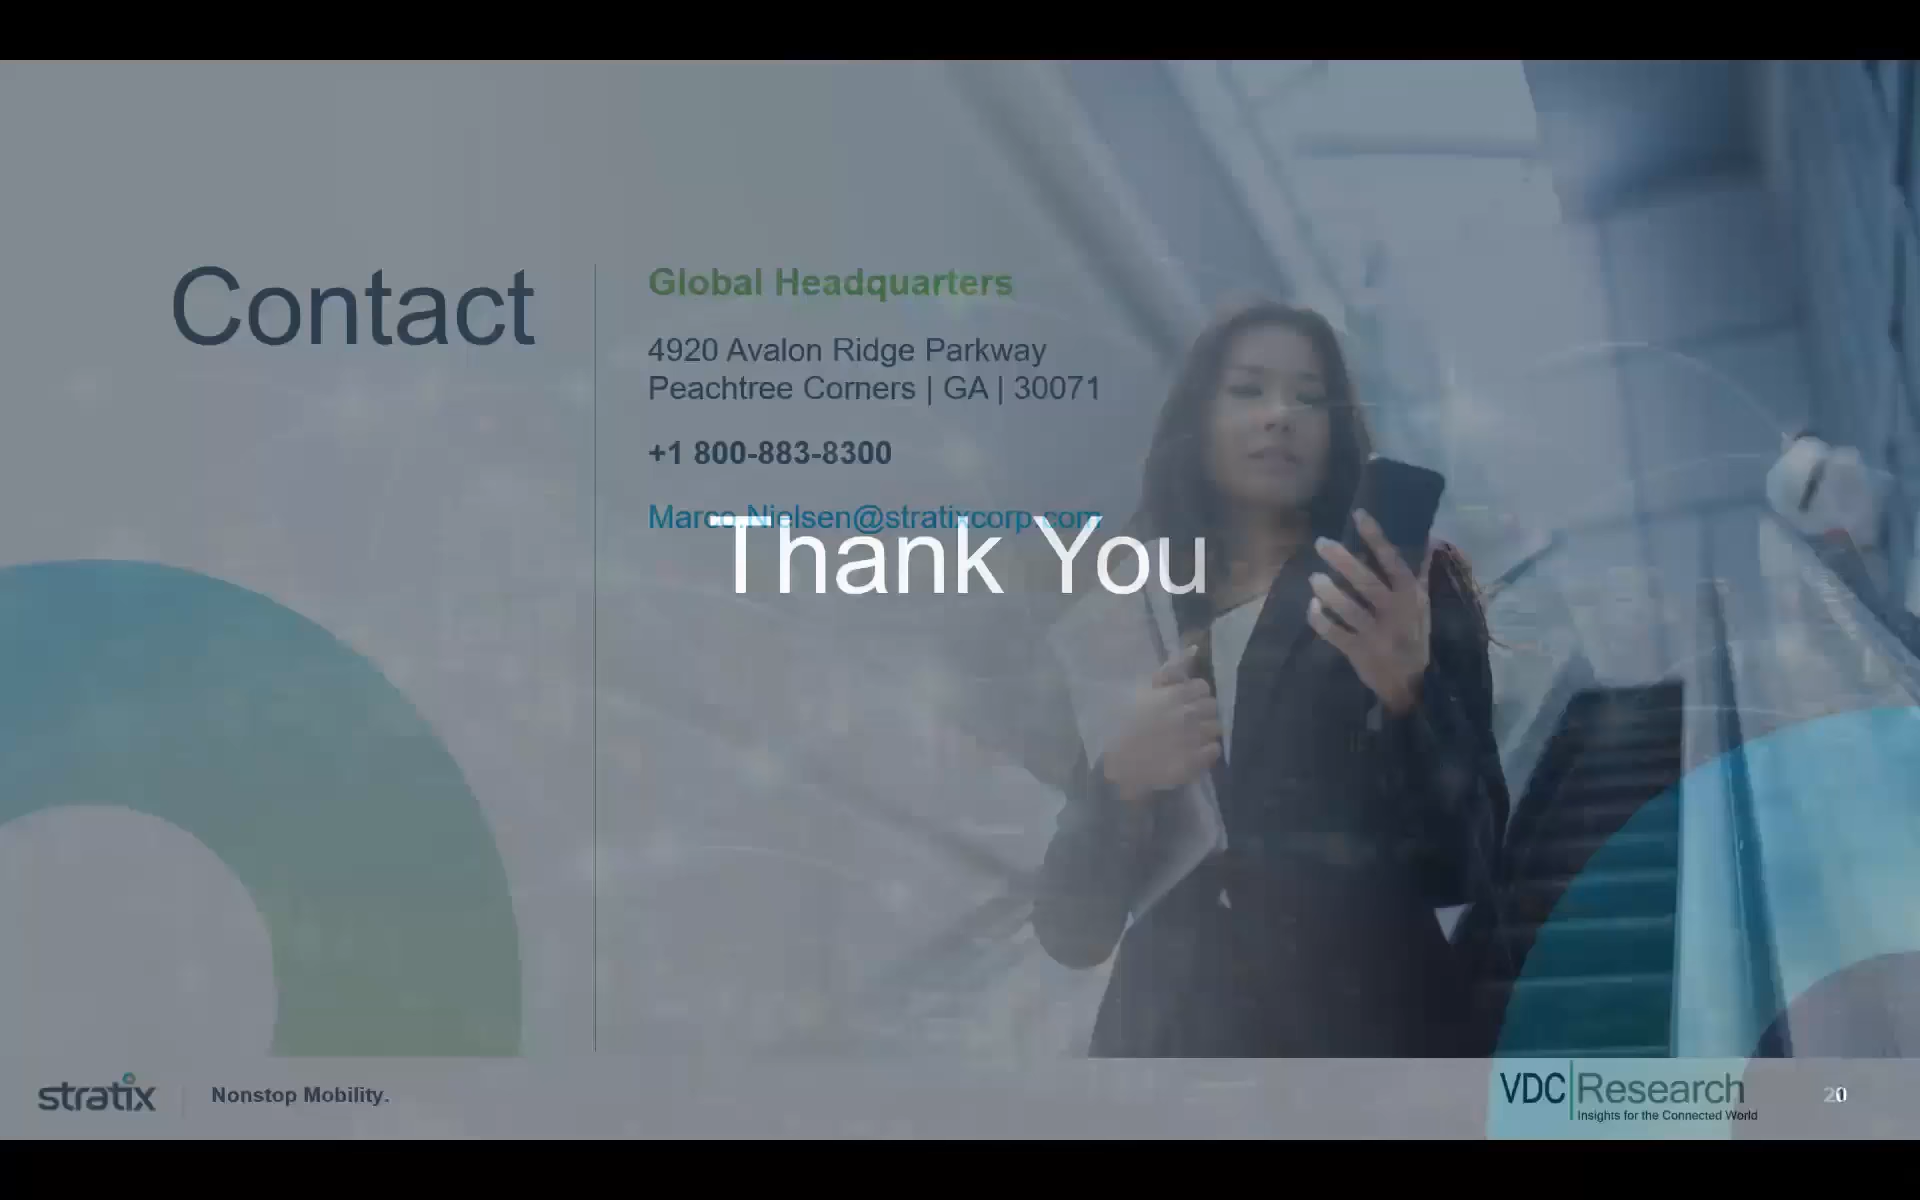 Contact
Global Headquarters
4920 Avalon Ridge Parkway
Peachtree Corners | GA | 30071
+1 800-883-8300
Marco.Nielsen@stratixcorp.com
Thank You
stratix
Nonstop Mobility.
VDC Research
Insights for the Connected World
20